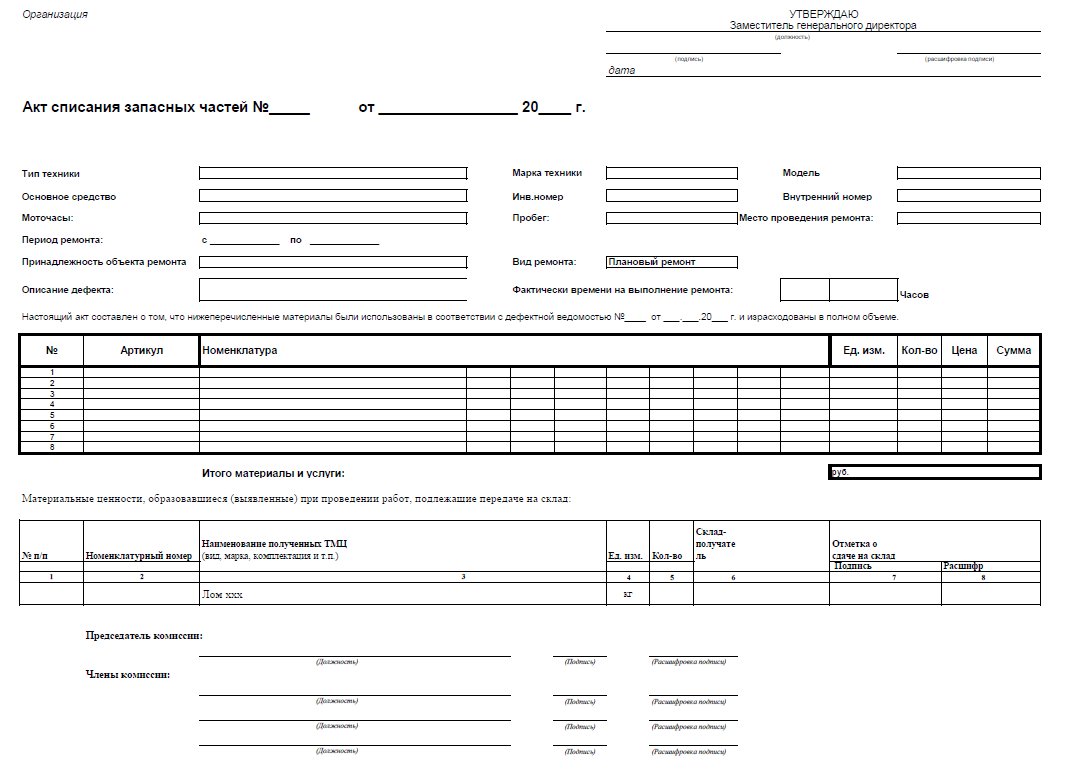 Организация
УТВЕРЖДАЮ
Заместитель генерального директора
(должность)
(подпись) (расшифровка подписи)
дата
Акт списания запасных частей №_____ от _________________ 20____ г.
Тип техники Марка техники Модель
Основное средство Инв.номер Внутренний номер
Моточасы: Пробег: Место проведения ремонта:
Период ремонта: с ____________ по ____________
Принадлежность объекта ремонта Вид ремонта: Плановый ремонт
Описание дефекта: Фактически времени на выполнение ремонта: Часов
Настоящий акт составлен о том, что нижеперечисленные материалы были использованы в соответствии с дефектной ведомостью №____ от ___.___.20___ г. и израсходованы в полном объеме.
№ Артикул Номенклатура Ед. изм. Кол-во Цена Сумма
1
2
3
4
5
6
7
8
Итого материалы и услуги: руб.
Материальные ценности, образовавшиеся (выявленные) при проведении работ, подлежащие передаче на склад:
№ п/п Номенклатурный номер Наименование полученных ТМЦ (вид, марка, комплектация и т.п.) Ед. изм. Кол-во Склад-получатель Отметка о сдаче на склад
Подпись Расшифр
1 2 3 4 5 6 7 8
Лом ххх кг
Председатель комиссии:
(Должность) (Подпись) (Расшифровка подписи)
Члены комиссии:
(Должность) (Подпись) (Расшифровка подписи)
(Должность) (Подпись) (Расшифровка подписи)
(Должность) (Подпись) (Расшифровка подписи)